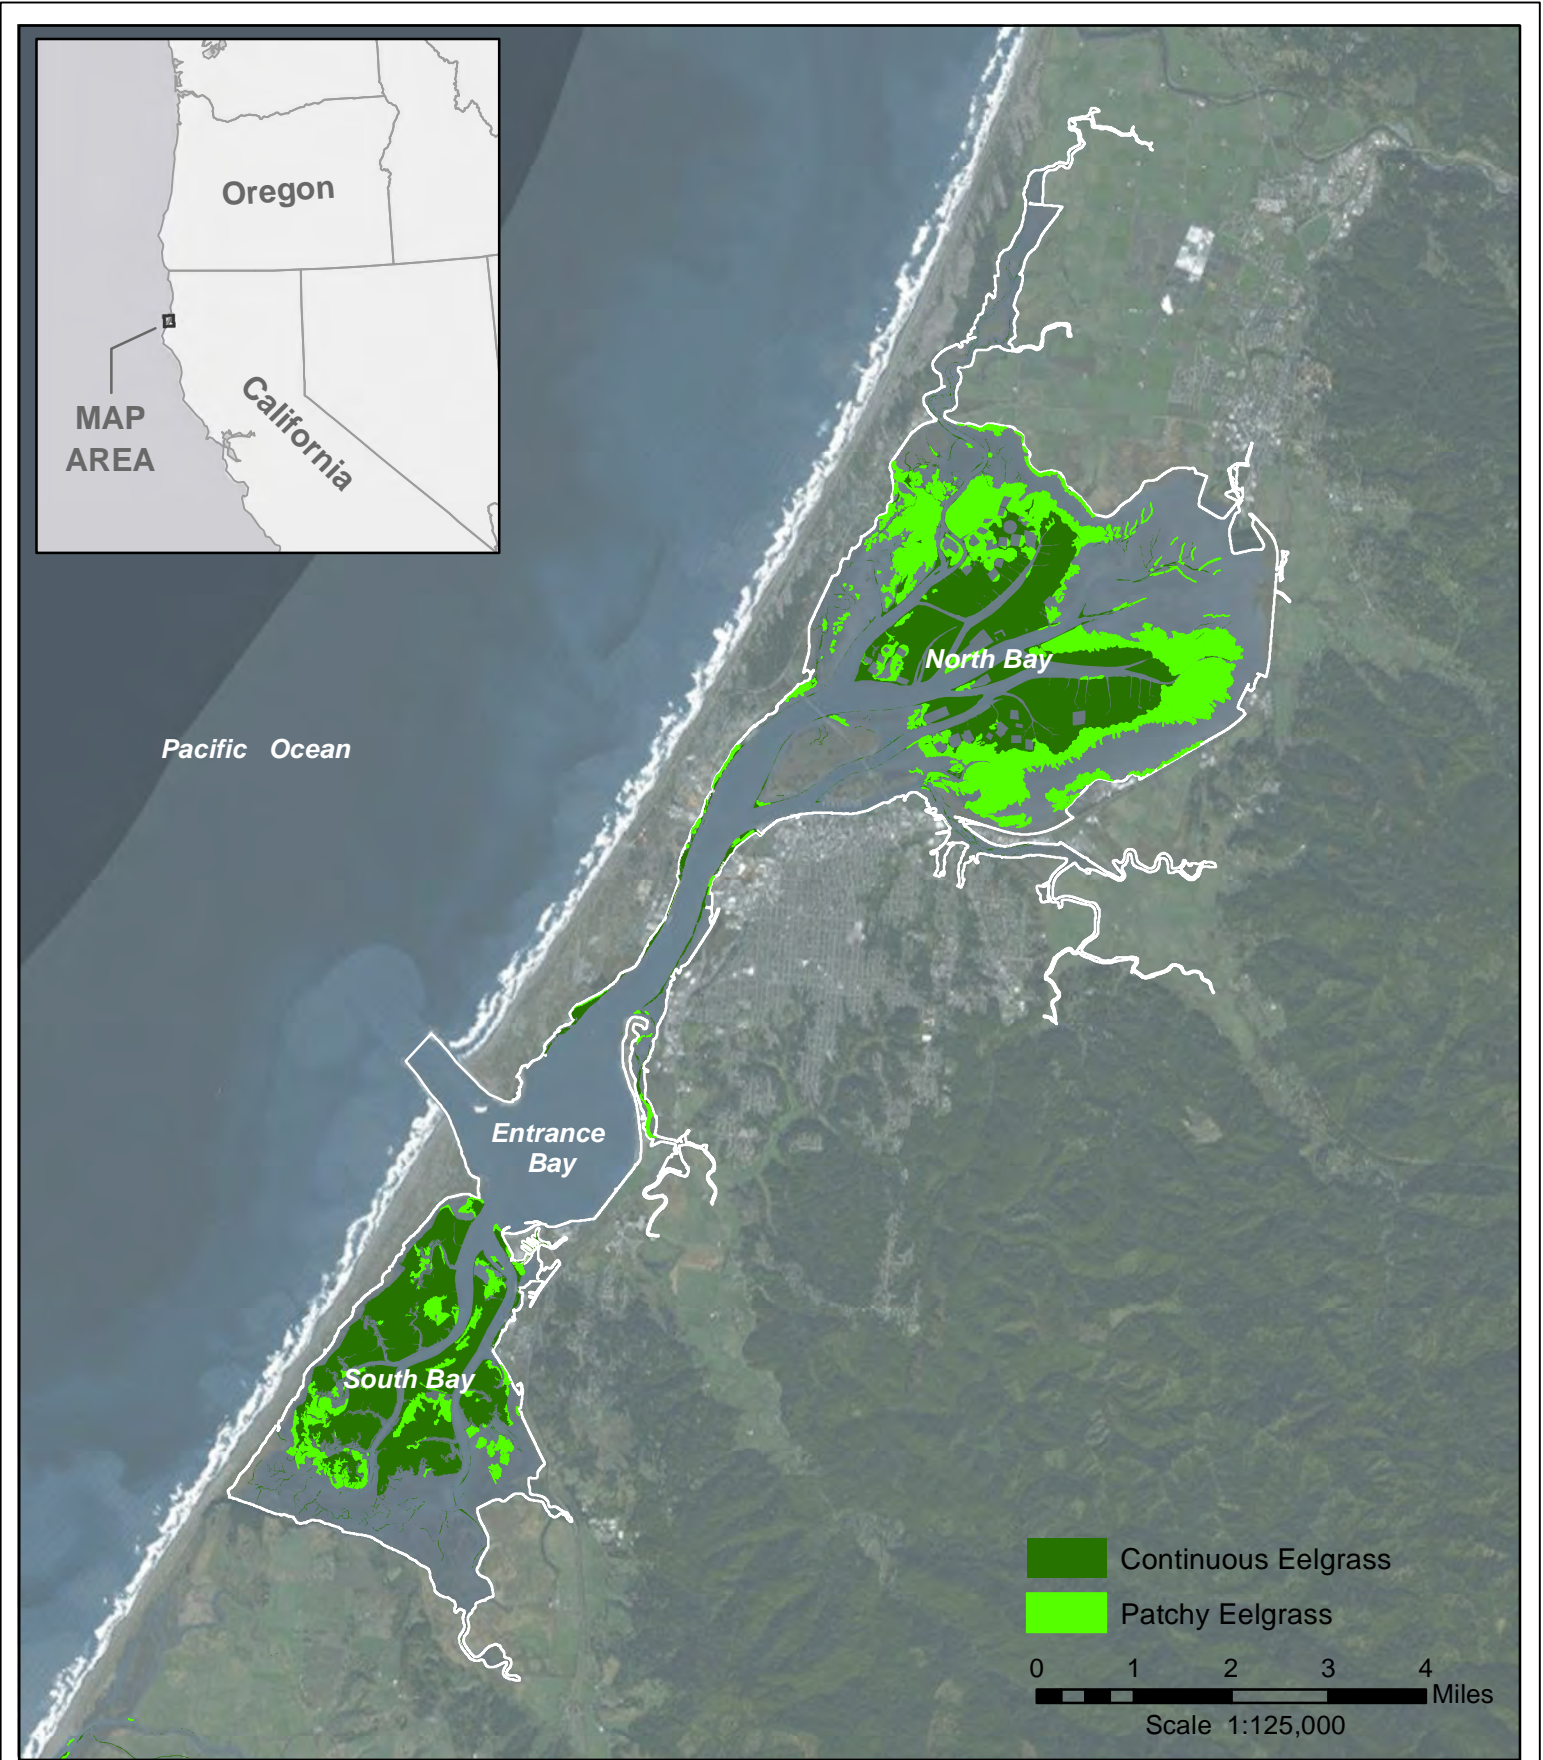 Oregon
California
MAP
AREA
North Bay
Pacific Ocean
Entrance
Bay
South Bay
Continuous Eelgrass
Patchy Eelgrass
0 1 2 3 4
Miles
Scale 1:125,000